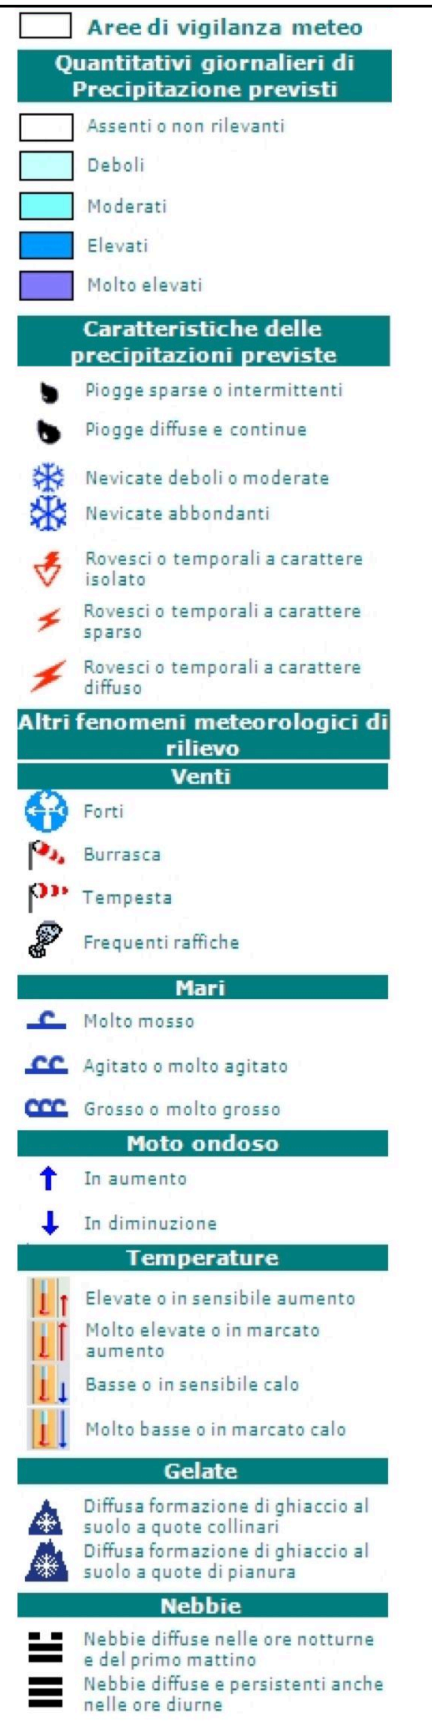 Aree di vigilanza meteo
Quantitativi giornalieri di
Precipitazione previsti
Assenti o non rilevanti
Deboli
Moderati
Elevati
Molto elevati
Caratteristiche delle
precipitazioni previste
Piogge sparse o intermittenti
Piogge diffuse e continue
Nevicate deboli o moderate
Nevicate abbondanti
Rovesci o temporali a carattere
isolato
Rovesci o temporali a carattere
sparso
Rovesci o temporali a carattere
diffuso
Altri fenomeni meteorologici di
rilievo
Venti
Forti
Burrasca
Tempesta
Frequenti raffiche
Mari
Molto mosso
Agitato o molto agitato
Grosso o molto grosso
Moto ondoso
In aumento
In diminuzione
Temperature
Elevate o in sensibile aumento
Molto elevate o in marcato
aumento
Basse o in sensibile calo
Molto basse o in marcato calo
Gelate
Diffusa formazione di ghiaccio al
suolo a quote collinari
Diffusa formazione di ghiaccio al
suolo a quote di pianura
Nebbie
Nebbie diffuse nelle ore notturne
e del primo mattino
Nebbie diffuse e persistenti anche
nelle ore diurne